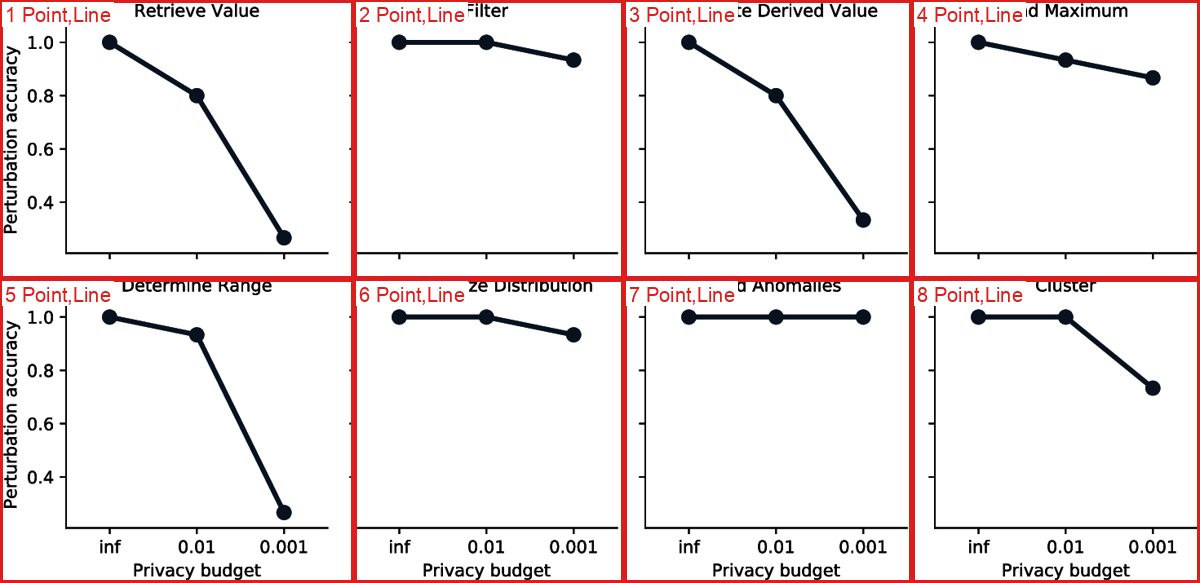 1 Point,Line
Retrieve Value
2 Point,Line
Filter
3 Point,Line
Derived Value
4 Point,Line
Maximum
Perturbation accuracy
1.0
0.8
0.6
0.4
5 Point,Line
Determine Range
6 Point,Line
Distribution
7 Point,Line
Anomalies
8 Point,Line
Cluster
Perturbation accuracy
1.0
0.8
0.6
0.4
inf 0.01 0.001
Privacy budget
inf 0.01 0.001
Privacy budget
inf 0.01 0.001
Privacy budget
inf 0.01 0.001
Privacy budget